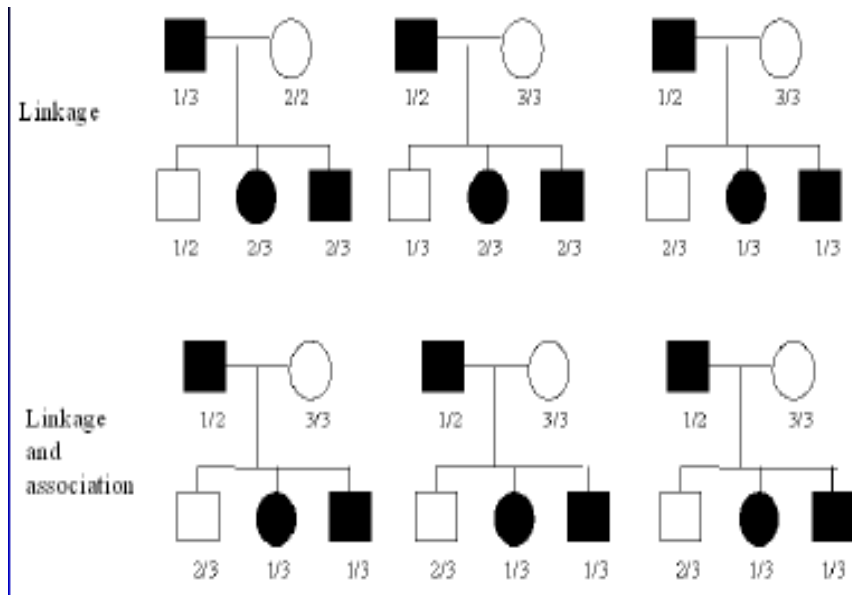 1/3 2/2 1/2 3/3 1/2 3/3
Linkage
1/2 2/3 2/3 1/3 2/3 2/3 2/3 1/3 1/3
1/2 3/3 1/2 3/3 1/2 3/3
Linkage
and
association
2/3 1/3 1/3 2/3 1/3 1/3 2/3 1/3 1/3